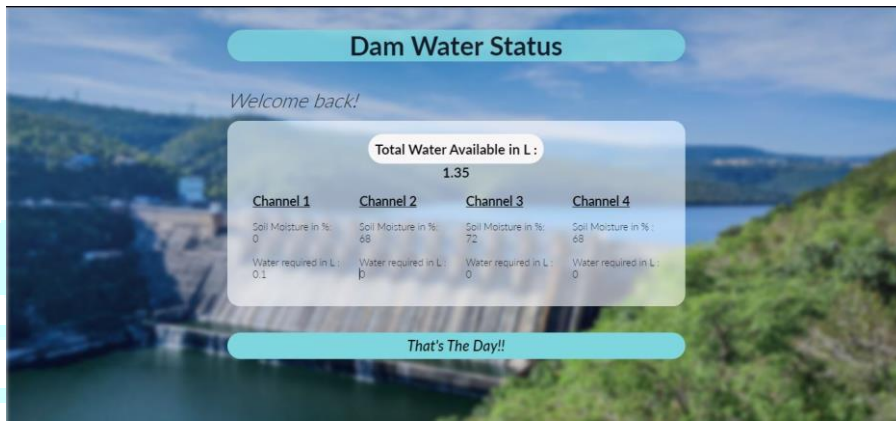 Dam Water Status
Welcome back!
Total Water Available in L :
1.35
Channel 1 Channel 2 Channel 3 Channel 4
Soil Moisture in %: Soil Moisture in %: Soil Moisture in %: Soil Moisture in % :
0 68 72 68
Water required in L : Water required in L : Water required in L : Water required in L :
0.1 0 0 0
That's The Day!!